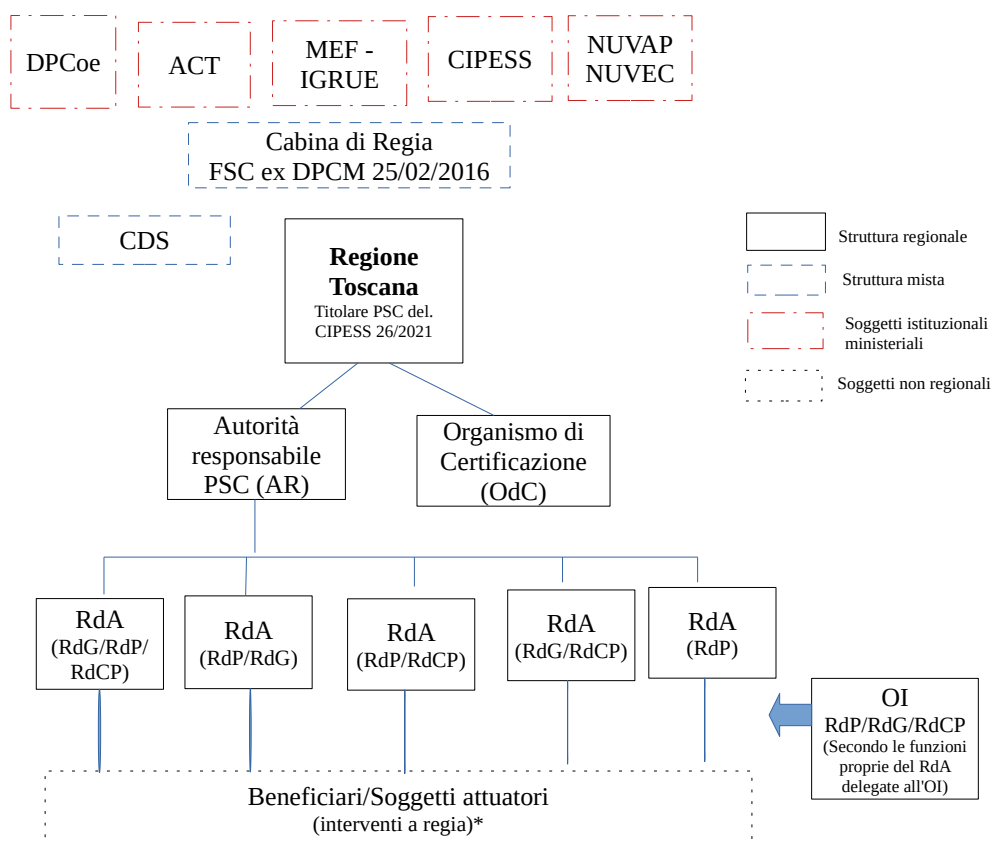 DPCoe
ACT
MEF -
IGRUE
CIPESS
NUVAP
NUVEC
Cabina di Regia
FSC ex DPCM 25/02/2016
CDS
Regione
Toscana
Titolare PSC del.
CIPESS 26/2021
Struttura regionale
Struttura mista
Soggetti istituzionali
ministeriali
Soggetti non regionali
Autorità
responsabile
PSC (AR)
Organismo di
Certificazione
(OdC)
RdA
(RdG/RdP/
RdCP)
RdA
(RdP/RdG)
RdA
(RdP/RdCP)
RdA
(RdG/RdCP)
RdA
(RdP)
OI
RdP/RdG/RdCP
(Secondo le funzioni
proprie del RdA
delegate all'OI)
Beneficiari/Soggetti attuatori
(interventi a regia)*